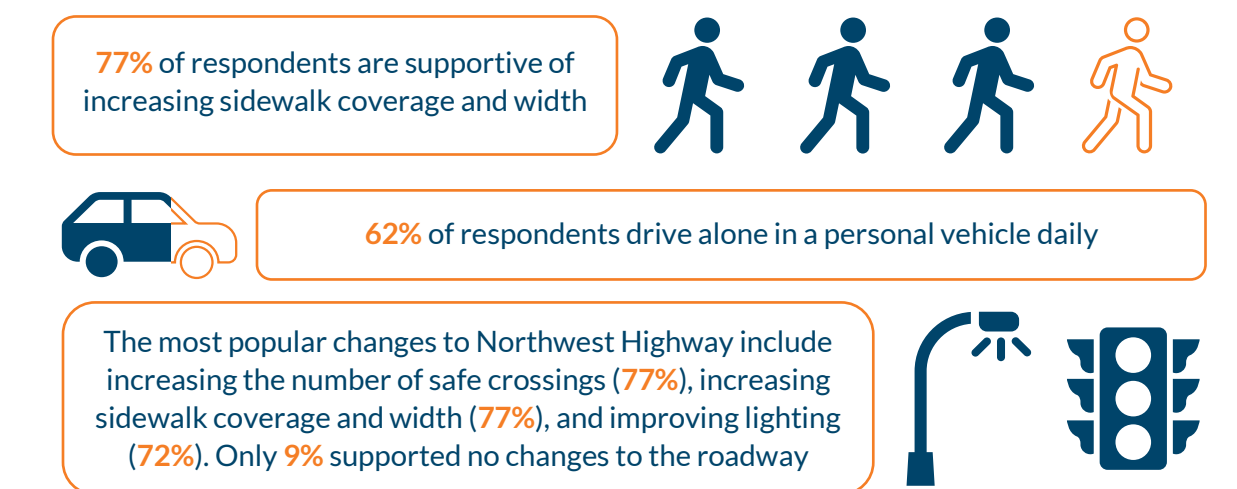 77% of respondents are supportive of
increasing sidewalk coverage and width
62% of respondents drive alone in a personal vehicle daily
The most popular changes to Northwest Highway include
increasing the number of safe crossings (77%), increasing
sidewalk coverage and width (77%), and improving lighting
(72%). Only 9% supported no changes to the roadway